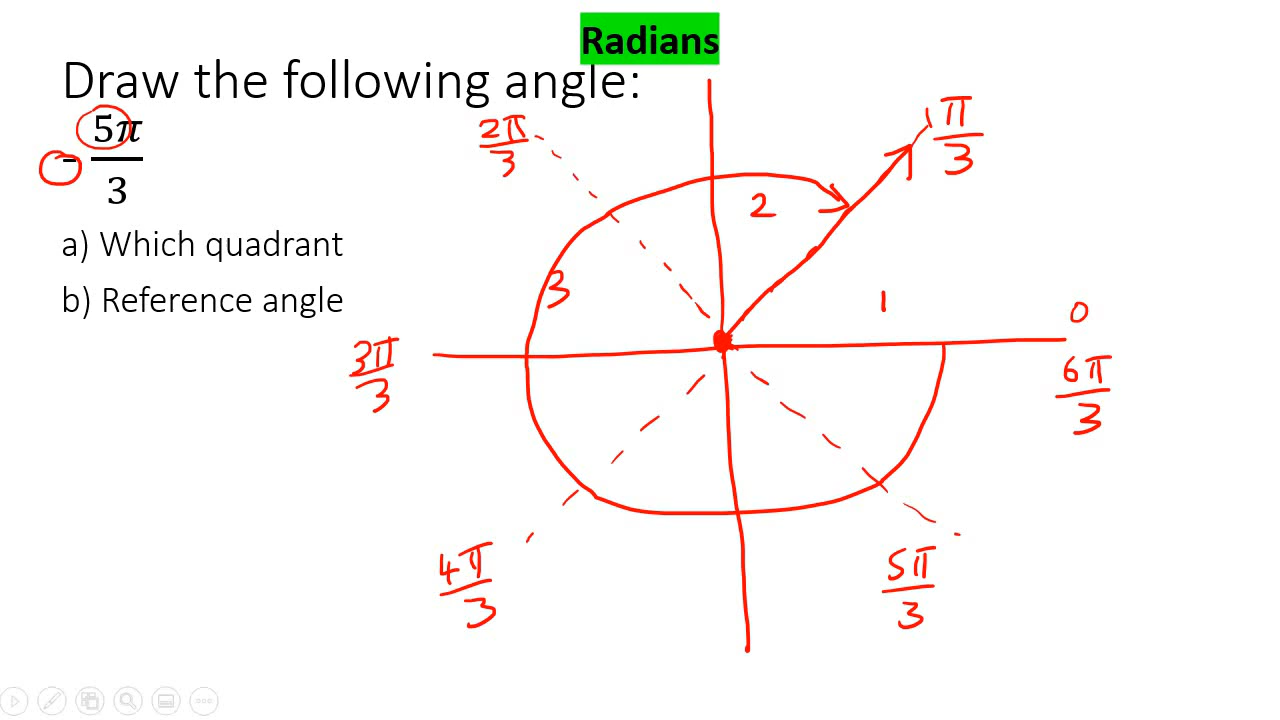 Radians
Draw the following angle:
- 5π
3
a) Which quadrant
b) Reference angle
2π
3
1π
3
2
3
1
0
3π
3
6π
3
4π
3
5π
3